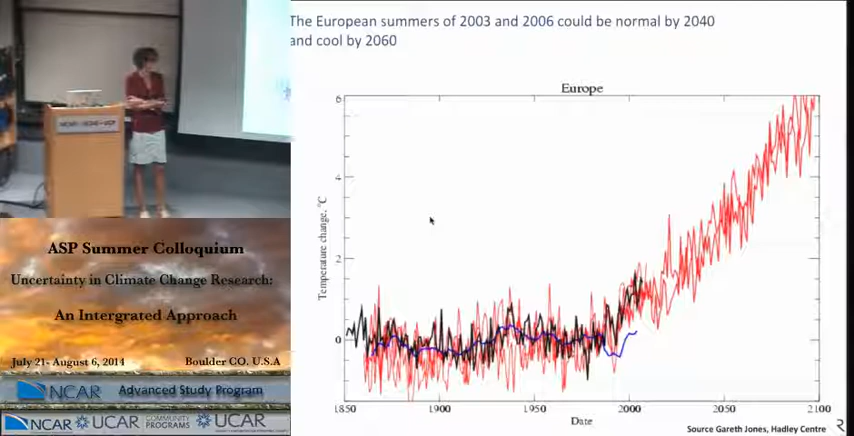 The European summers of 2003 and 2006 could be normal by 2040
and cool by 2060
Europe
6
4
2
0
Temperature change, °C
1850
1900
1950
2000
2050
2100
Date
Source Gareth Jones, Hadley Centre
ASP Summer Colloquium
Uncertainty in Climate Change Research:
An Intergrated Approach
July 21- August 6, 2014
Boulder CO. U.S.A
NCAR Advanced Study Program
NCAR UCAR COMMUNITY PROGRAMS UCAR